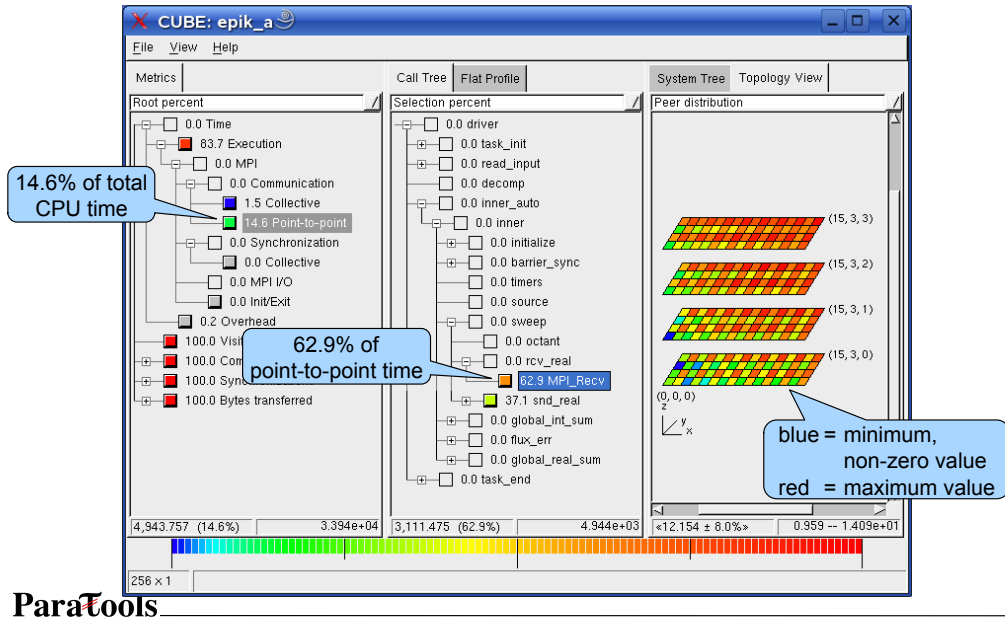 CUBE: epik_a
File View Help
Metrics
Call Tree
Flat Profile
System Tree
Topology View
Root percent
Selection percent
Peer distribution
0.0 Time
83.7 Execution
0.0 MPI
0.0 Communication
1.5 Collective
14.6 Point-to-point
0.0 Synchronization
0.0 Collective
0.0 MPI I/O
0.0 Init/Exit
0.2 Overhead
100.0
100.0
100.0
100.0 Bytes transferred
14.6% of total
CPU time
0.0 driver
0.0 task_init
0.0 read_input
0.0 decomp
0.0 inner_auto
0.0 inner
0.0 initialize
0.0 barrier_sync
0.0 timers
0.0 source
0.0 sweep
0.0 octant
0.0 rcv_real
62.9 MPI_Recv
37.1 snd_real
0.0 global_int_sum
0.0 flux_err
0.0 global_real_sum
0.0 task_end
62.9% of
point-to-point time
(15, 3, 3)
(15, 3, 2)
(15, 3, 1)
(15, 3, 0)
(0, 0, 0)
z
y
x
blue = minimum,
non-zero value
red = maximum value
4,943.757 (14.6%)
3.394e+04
3,111.475 (62.9%)
4.944e+03
«12.154 ± 8.0%»
0.959 -- 1.409e+01
256 x 1
ParaTools